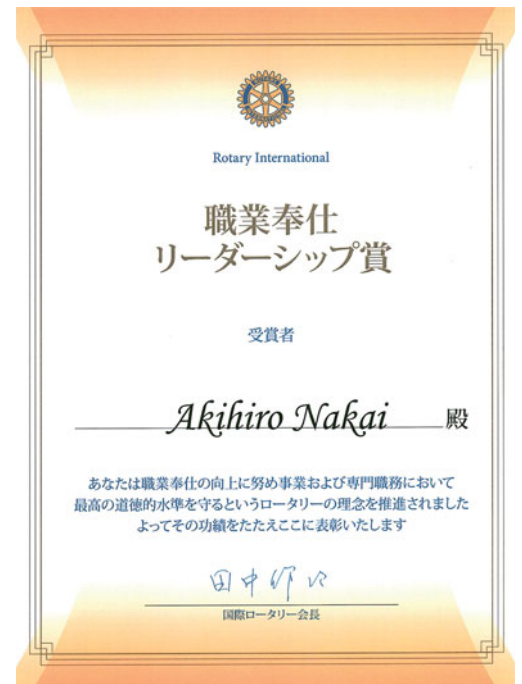 Rotary International
職業奉仕
リーダーシップ賞
受賞者
Akihiro Nakai 殿
あなたは職業奉仕の向上に努め事業および専門職務において
最高の道徳的水準を守るというロータリーの理念を推進されました
よってその功績をたたえここに表彰いたします
田中作次
国際ロータリー会長